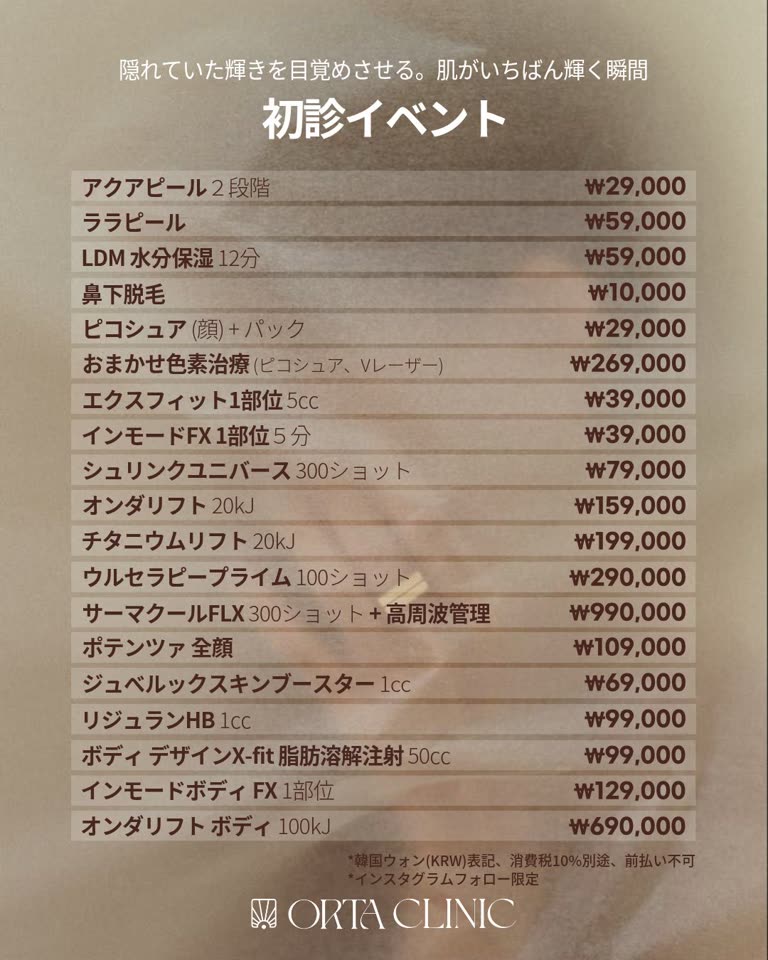 隠れていた輝きを目覚めさせる。肌がいちばん輝く瞬間
初診イベント
アクアピール 2 段階 ₩29,000
ララピール ₩59,000
LDM 水分保湿 12分 ₩59,000
鼻下脱毛 ₩10,000
ピコシュア (顔) + パック ₩29,000
おまかせ色素治療 (ピコシュア、Vレーザー) ₩269,000
エクスフィット1部位 5cc ₩39,000
インモードFX 1部位 5 分 ₩39,000
シュリンクユニバース 300ショット ₩79,000
オンダリフト 20kJ ₩159,000
チタニウムリフト 20kJ ₩199,000
ウルセラピープライム 100ショット ₩290,000
サーマクールFLX 300ショット + 高周波管理 ₩990,000
ポテンツァ 全顔 ₩109,000
ジュベルックスキンブースター 1cc ₩69,000
リジュランHB 1cc ₩99,000
ボディ デザインX-fit 脂肪溶解注射 50cc ₩99,000
インモードボディ FX 1部位 ₩129,000
オンダリフト ボディ 100kJ ₩690,000
*韓国ウォン(KRW)表記、消費税10%別途、前払い不可
*インスタグラムフォロー限定
ORTA CLINIC